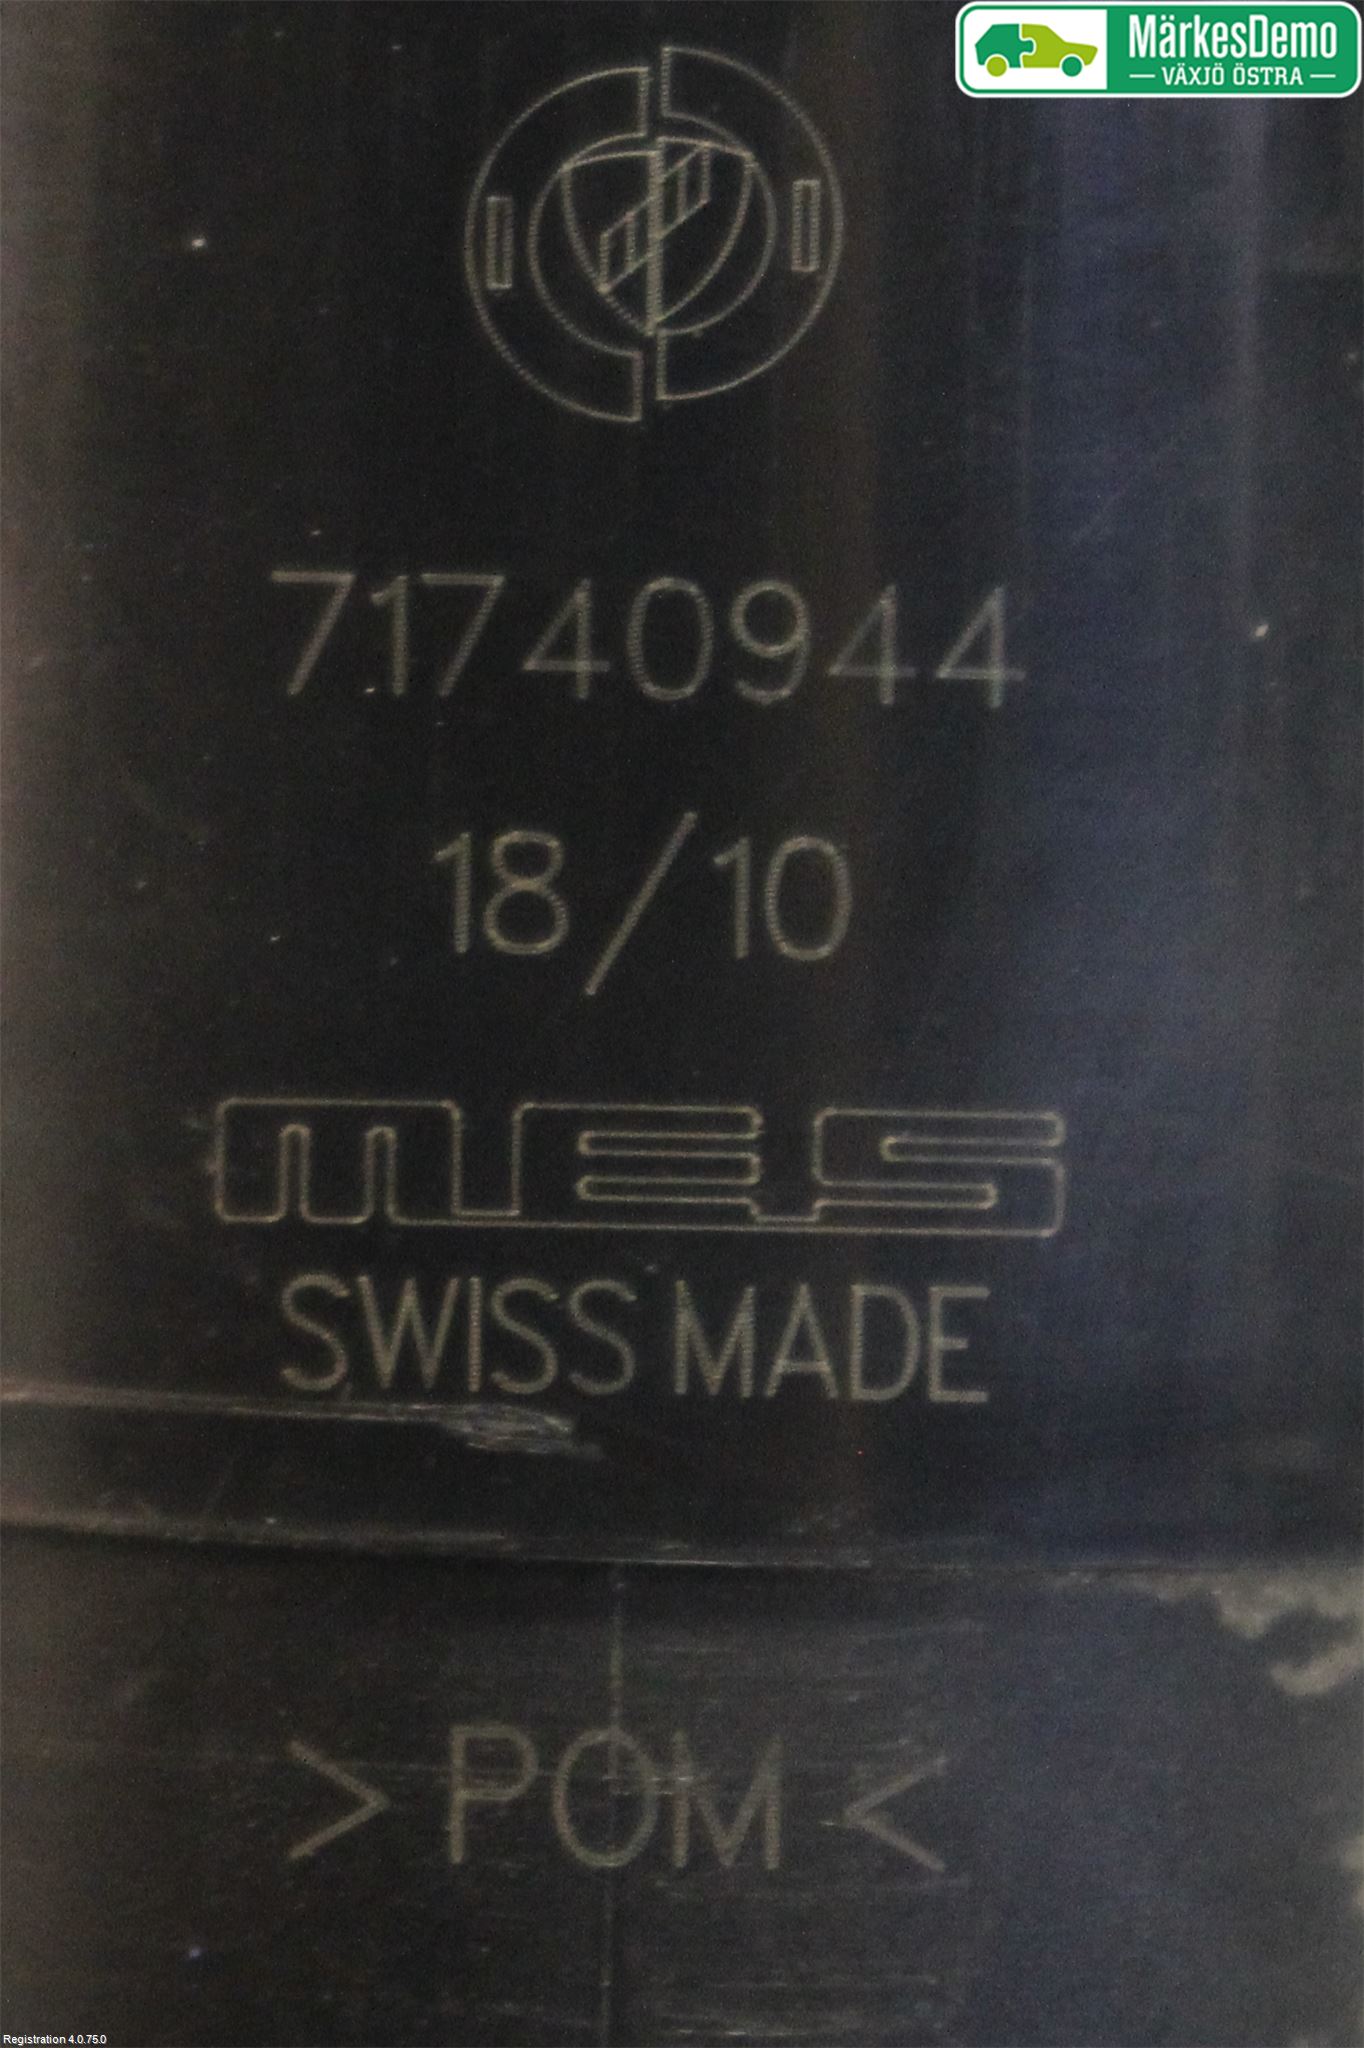 MärkesDemo
VÄXJÖ ÖSTRA
71740944
18/10
MES
SWISS MADE
>POM<
Registration 4.0.75.0